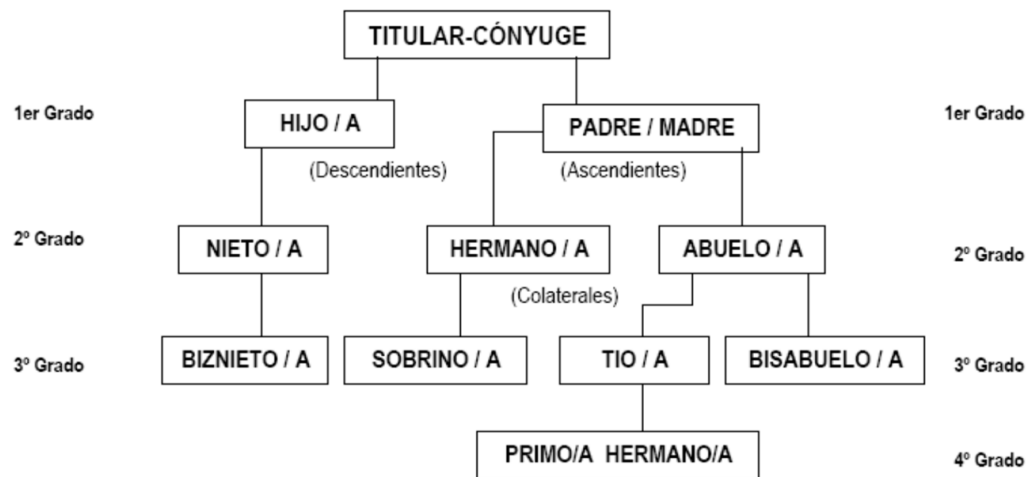 TITULAR-CÓNYUGE
1er Grado
HIJO / A
PADRE / MADRE
1er Grado
(Descendientes)
(Ascendientes)
2º Grado
NIETO / A
HERMANO / A
ABUELO / A
2º Grado
(Colaterales)
3º Grado
BIZNIETO / A
SOBRINO / A
TIO / A
BISABUELO / A
3º Grado
PRIMO/A HERMANO/A
4º Grado